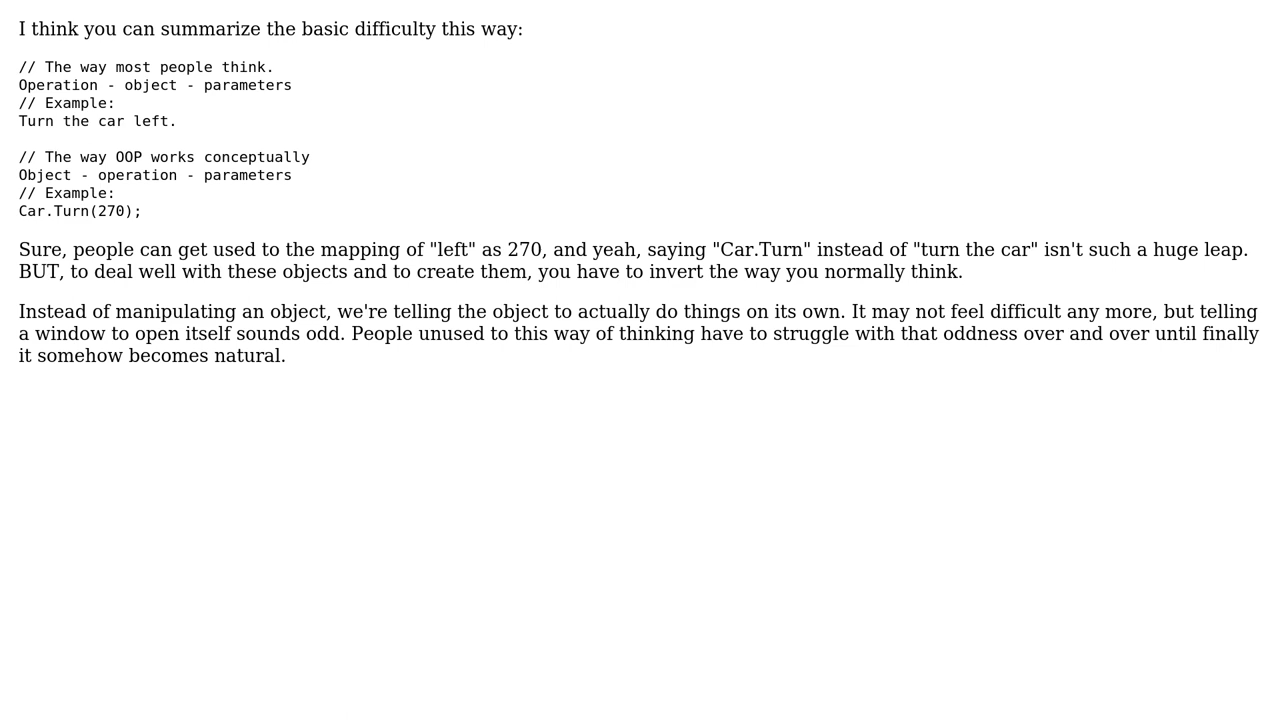 I think you can summarize the basic difficulty this way:
// The way most people think.
Operation - object - parameters
// Example:
Turn the car left.
// The way OOP works conceptually
Object - operation - parameters
// Example:
Car.Turn(270);
Sure, people can get used to the mapping of "left" as 270, and yeah, saying "Car.Turn" instead of "turn the car" isn't such a huge leap.
BUT, to deal well with these objects and to create them, you have to invert the way you normally think.
Instead of manipulating an object, we're telling the object to actually do things on its own. It may not feel difficult any more, but telling
a window to open itself sounds odd. People unused to this way of thinking have to struggle with that oddness over and over until finally
it somehow becomes natural.